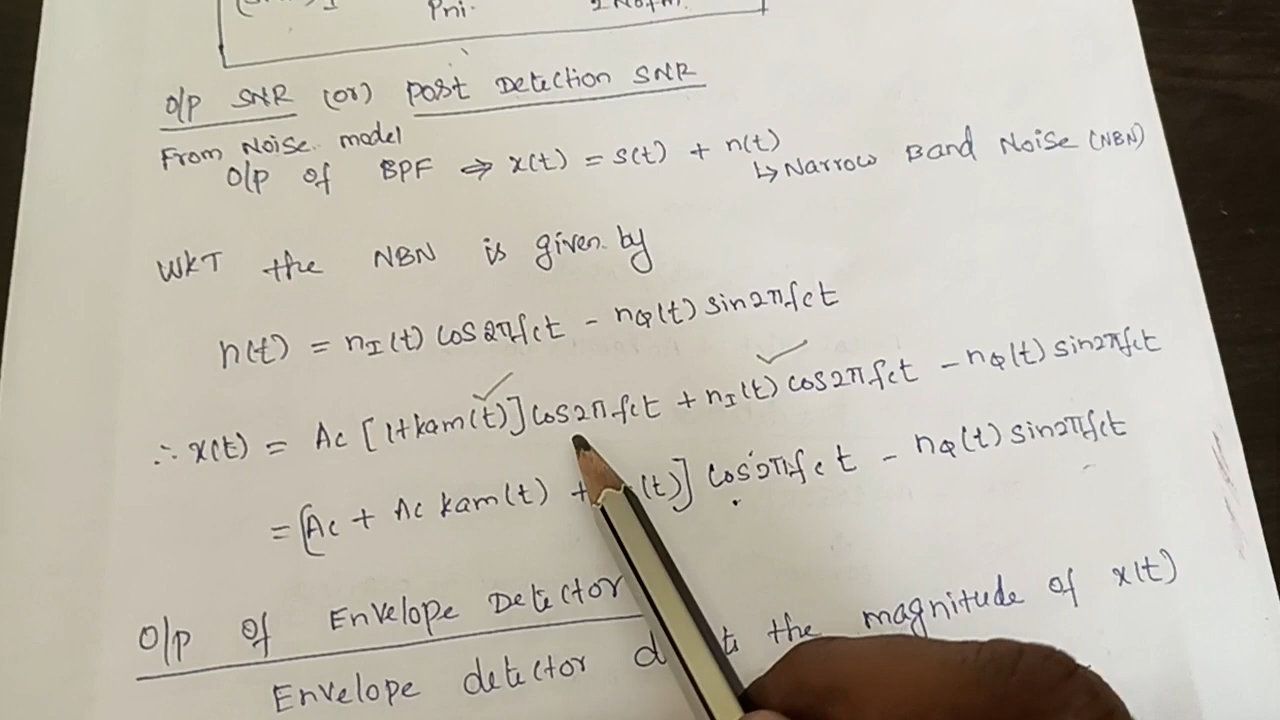 Pni.
O/p SNR (or) Post Detection SNR
From Noise model
O/p of BPF ⇒ x(t) = s(t) + n(t)
↳ Narrow Band Noise (NBN)
WKT the NBN is given by
n(t) = nI(t) cos2πfct - nQ(t) sin2πfct
∴ x(t) = Ac [1+kam(t)] cos2πfct + nI(t) cos2πfct - nQ(t) sin2πfct
= [Ac + Ac kam(t) + (t)] cos2πfct - nQ(t) sin2πfct
O/p of Envelope Detector
Envelope detector the magnitude of x(t)